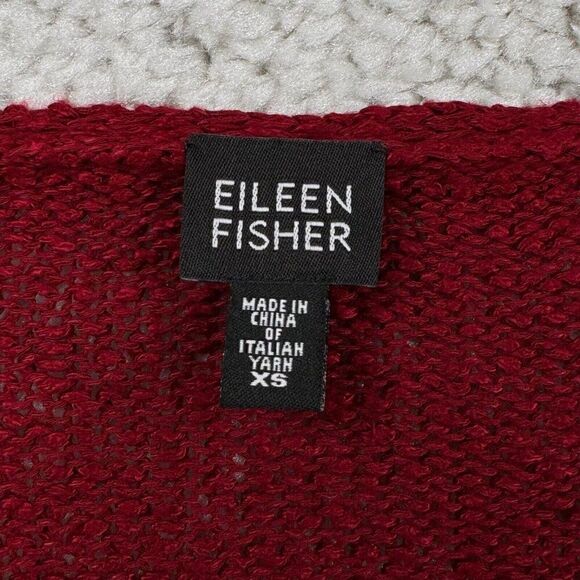 EILEEN
FISHER
MADE IN
CHINA
OF
ITALIAN
YARN
XS